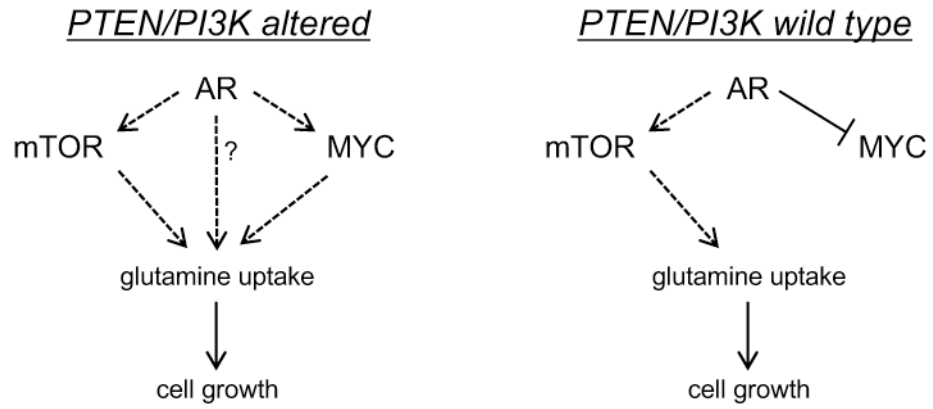 PTEN/PI3K altered
AR
mTOR
?
MYC
glutamine uptake
cell growth
PTEN/PI3K wild type
AR
mTOR
MYC
glutamine uptake
cell growth